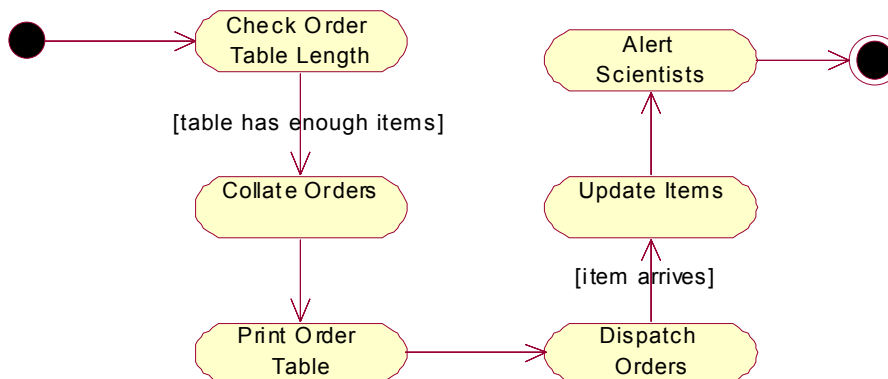 Check Order
Table Length
[table has enough items]
Collate Orders
Print Order
Table
Dispatch
Orders
[item arrives]
Update Items
Alert
Scientists